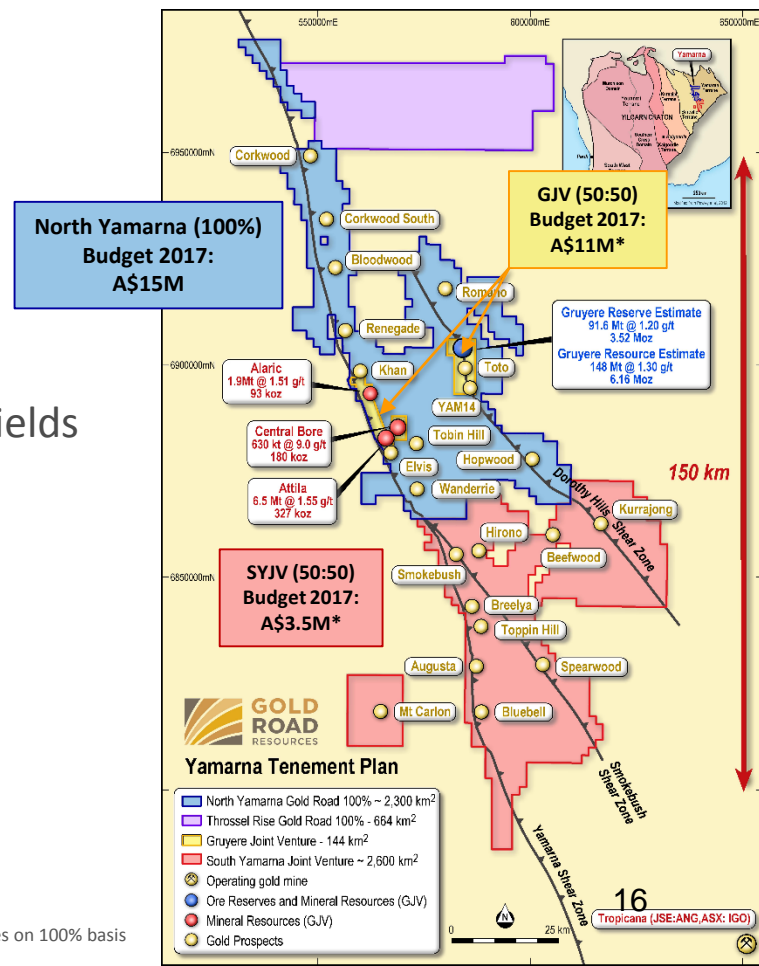 550000mE
600000mE
650000mE
Yamarna
YILGARN CRATON
6950000mN
Corkwood
GJV (50:50)
Budget 2017:
A$11M*
North Yamarna (100%)
Budget 2017:
A$15M
Corkwood South
Bloodwood
Romano
Gruyere Reserve Estimate
91.6 Mt @ 1.20 g/t
3.52 Moz
Gruyere Resource Estimate
148 Mt @ 1.30 g/t
6.16 Moz
Renegade
6900000mN
Alaric
1.9Mt @ 1.51 g/t
93 koz
Khan
Toto
YAM14
ields
Central Bore
630 kt @ 9.0 g/t
180 koz
Tobin Hill
Elvis
Hopwood
150 km
Attila
6.5 Mt @ 1.55 g/t
327 koz
Wanderrie
Dorothy Hills Shear Zone
Kurrajong
Hirono
Beefwood
6850000mN
Smokebush
SYJV (50:50)
Budget 2017:
A$3.5M*
Breelya
Toppin Hill
Augusta
Spearwood
Mt Carlon
Bluebell
GOLD
ROAD
RESOURCES
Yamarna Tenement Plan
Smokebush
Shear Zone
North Yamarna Gold Road 100% ~ 2,300 km²
Throssel Rise Gold Road 100% - 664 km²
Gruyere Joint Venture - 144 km²
South Yamarna Joint Venture ~ 2,600 km²
Operating gold mine
Ore Reserves and Mineral Resources (GJV)
Mineral Resources (GJV)
Gold Prospects
Yamarna Shear Zone
N
0
25 km
16
Tropicana (JSE:ANG,ASX: IGO)
es on 100% basis